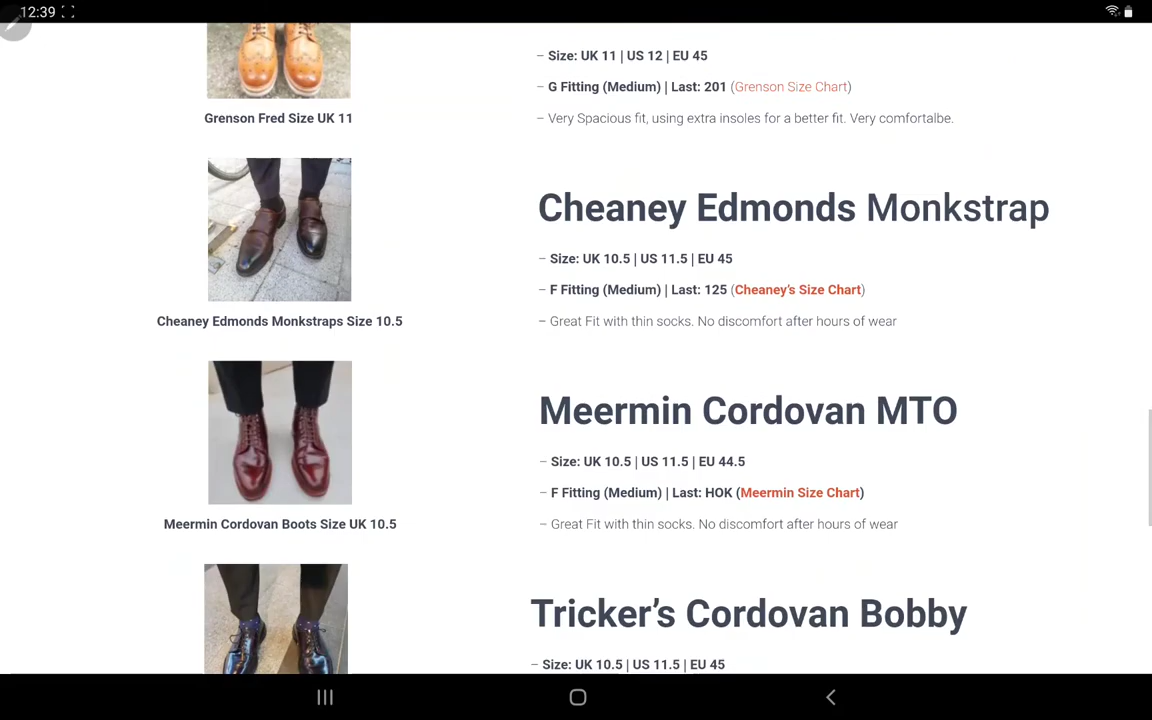 12:39
– Size: UK 11 | US 12 | EU 45
– G Fitting (Medium) | Last: 201 (Grenson Size Chart)
Grenson Fred Size UK 11
– Very Spacious fit, using extra insoles for a better fit. Very comfortalbe.
Cheaney Edmonds Monkstrap
– Size: UK 10.5 | US 11.5 | EU 45
– F Fitting (Medium) | Last: 125 (Cheaney’s Size Chart)
Cheaney Edmonds Monkstraps Size 10.5
– Great Fit with thin socks. No discomfort after hours of wear
Meermin Cordovan MTO
– Size: UK 10.5 | US 11.5 | EU 44.5
– F Fitting (Medium) | Last: HOK (Meermin Size Chart)
Meermin Cordovan Boots Size UK 10.5
– Great Fit with thin socks. No discomfort after hours of wear
Tricker’s Cordovan Bobby
– Size: UK 10.5 | US 11.5 | EU 45